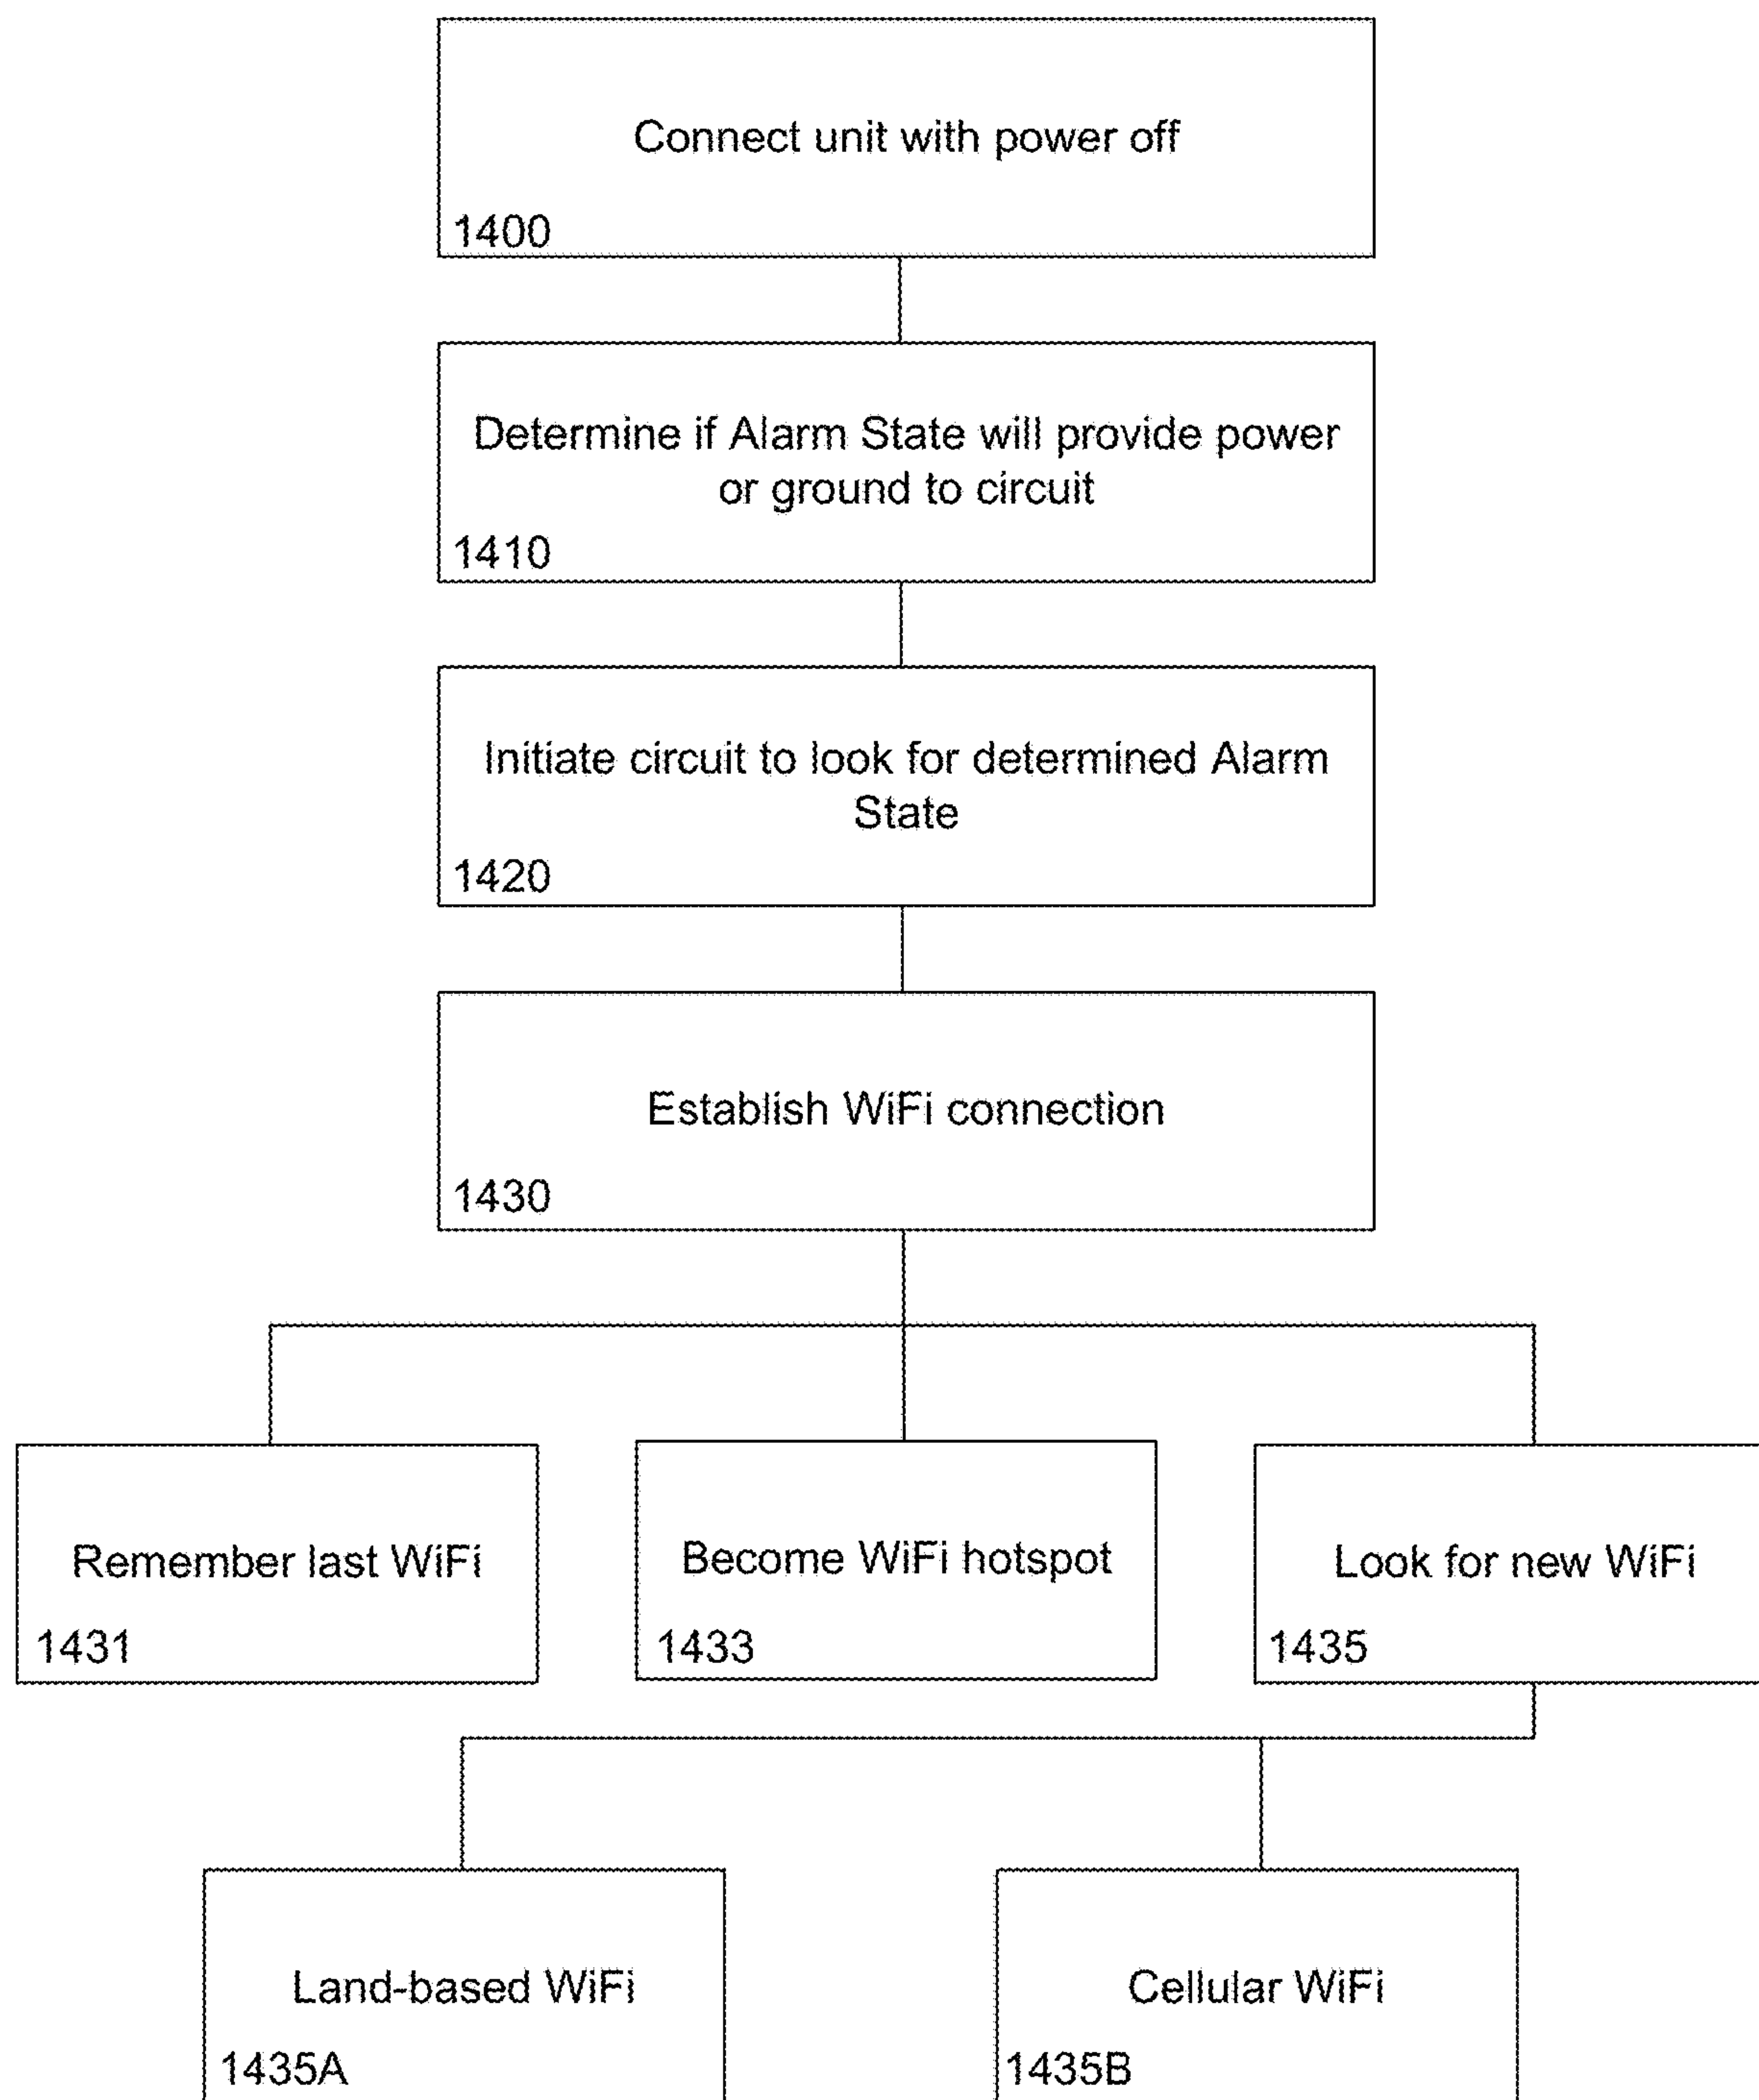 Connect unit with power off
1400
Determine if Alarm State will provide power
or ground to circuit
1410
Initiate circuit to look for determined Alarm
State
1420
Establish WiFi connection
1430
Remember last WiFi
1431
Become WiFi hotspot
1433
Look for new WiFi
1435
Land-based WiFi
1435A
Cellular WiFi
1435B